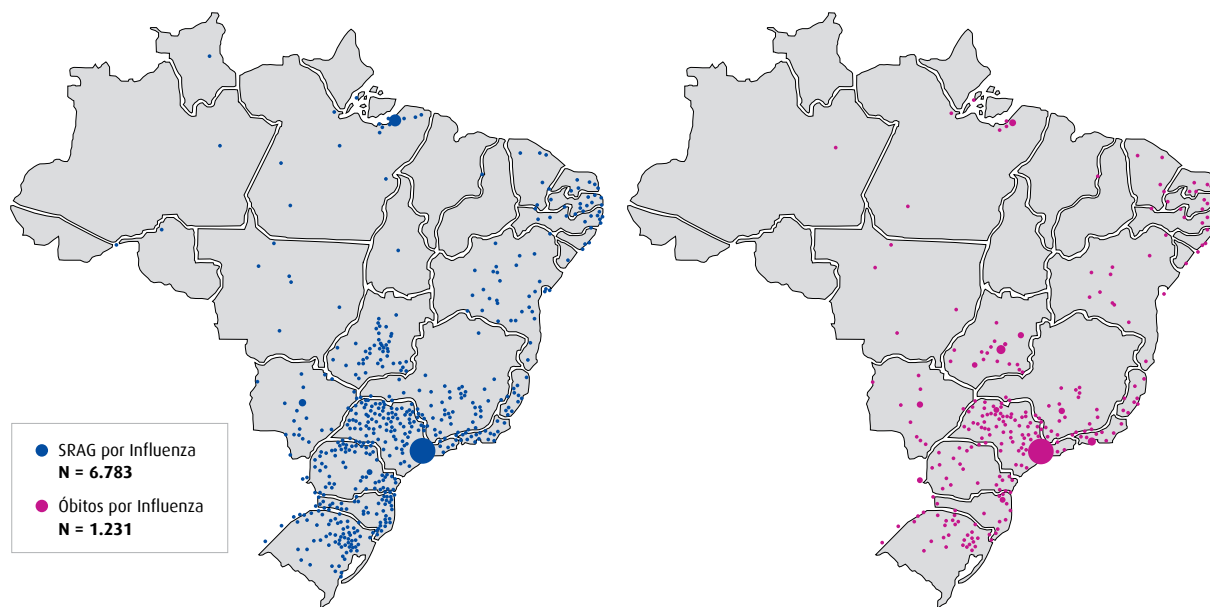 SRAG por Influenza
N = 6.783
Óbitos por Influenza
N = 1.231